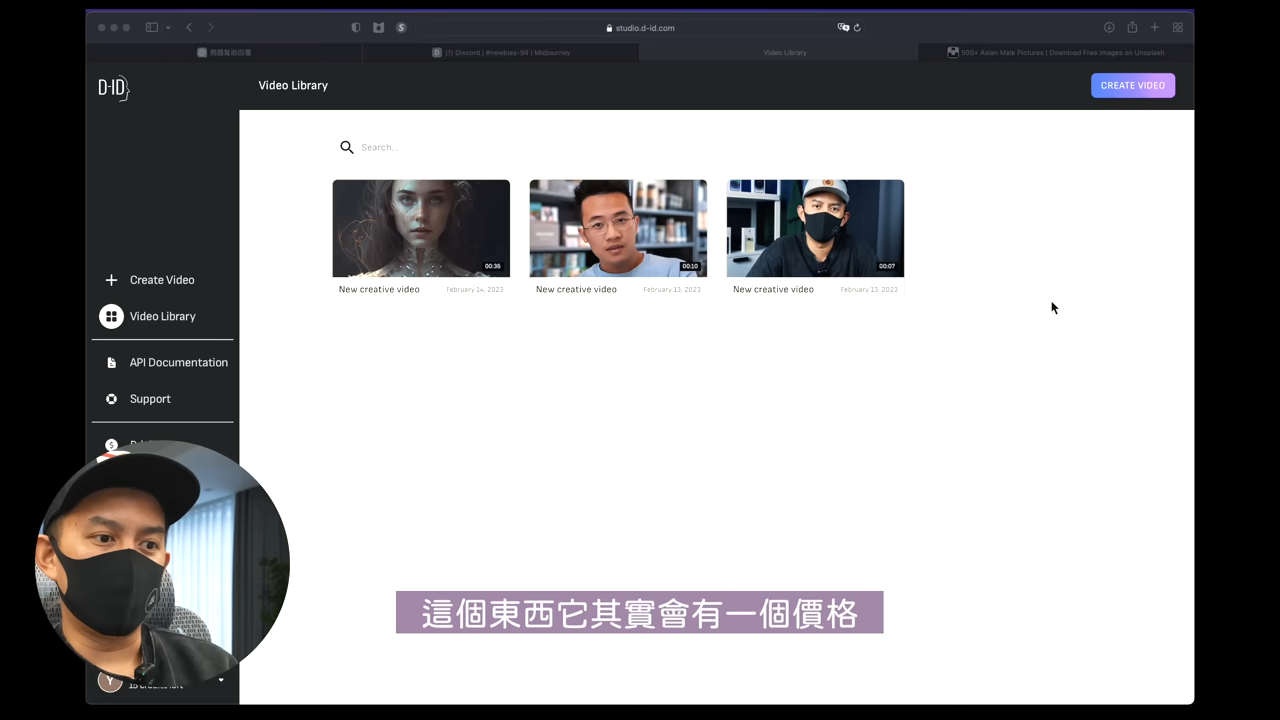 studio.d-id.com
問題幫助回覆
(1) Discord | #newbies-94 | Midjourney
Video Library
500+ Asian Male Pictures | Download Free Images on Unsplash
D-ID
Video Library
CREATE VIDEO
Search...
00:36
00:10
00:07
New creative video
February 14, 2023
New creative video
February 13, 2023
New creative video
February 13, 2023
Create Video
Video Library
API Documentation
Support
這個東西它其實會有一個價格
Y
15 credits left